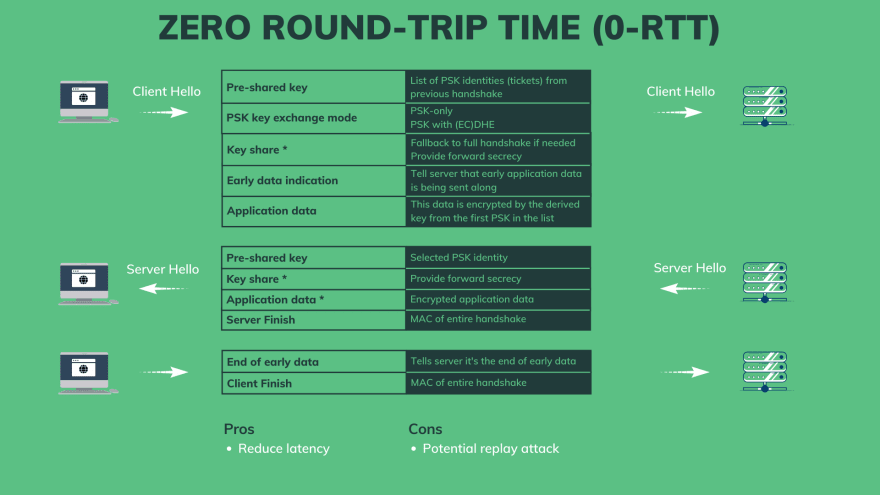 ZERO ROUND-TRIP TIME (0-RTT)
Client Hello
Client Hello
Pre-shared key
List of PSK identities (tickets) from
previous handshake
PSK key exchange mode
PSK-only
PSK with (EC)DHE
Key share *
Fallback to full handshake if needed
Provide forward secrecy
Early data indication
Tell server that early application data
is being sent along
Application data
This data is encrypted by the derived
key from the first PSK in the list
Server Hello
Server Hello
Pre-shared key
Selected PSK identity
Key share *
Provide forward secrecy
Application data *
Encrypted application data
Server Finish
MAC of entire handshake
End of early data
Tells server it's the end of early data
Client Finish
MAC of entire handshake
Pros
• Reduce latency
Cons
• Potential replay attack